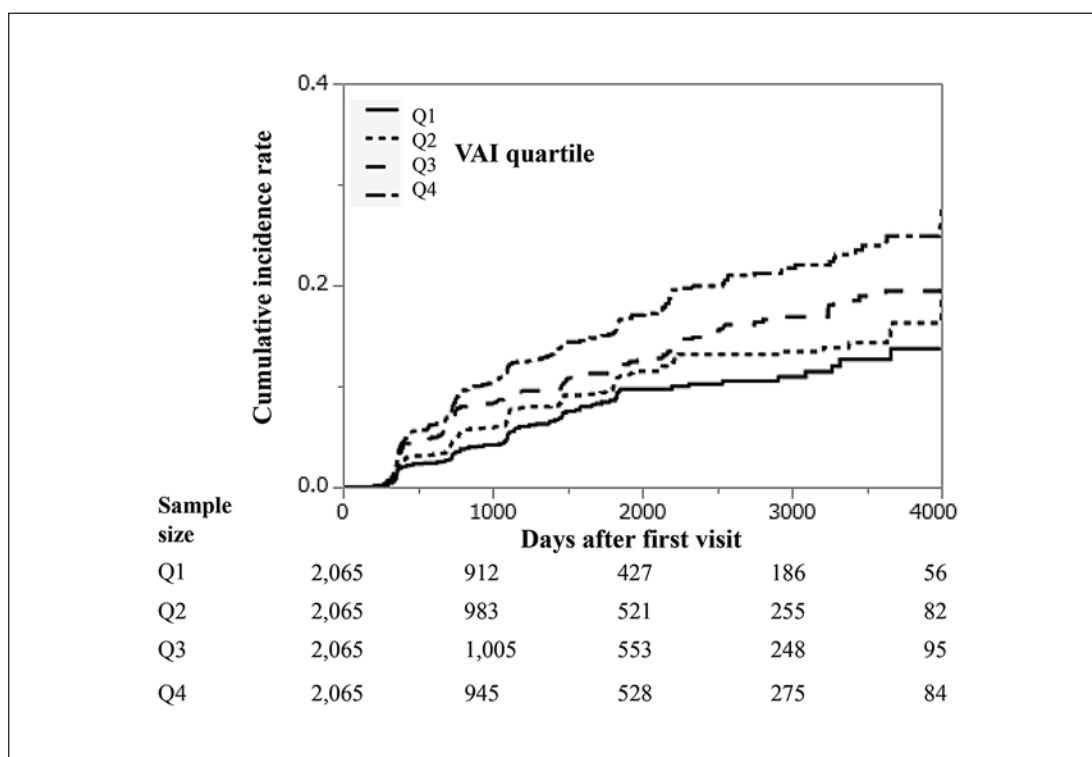 0.4
Q1
Q2
VAI quartile
Q3
Q4
Cumulative incidence rate
0.2
0.0
0 1000 2000 3000 4000
Days after first visit
Sample
size
Q1 2,065 912 427 186 56
Q2 2,065 983 521 255 82
Q3 2,065 1,005 553 248 95
Q4 2,065 945 528 275 84